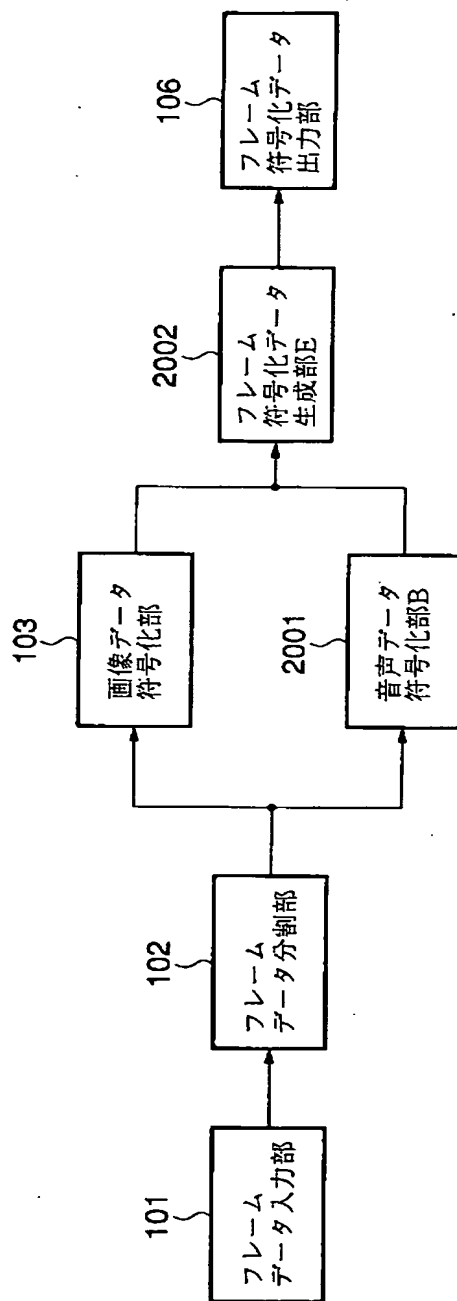 101
フレーム
データ入力部
102
フレーム
データ分割部
103
画像データ
符号化部
2001
音声データ
符号化部B
2002
フレーム
符号化データ
生成部E
106
フレーム
符号化データ
出力部